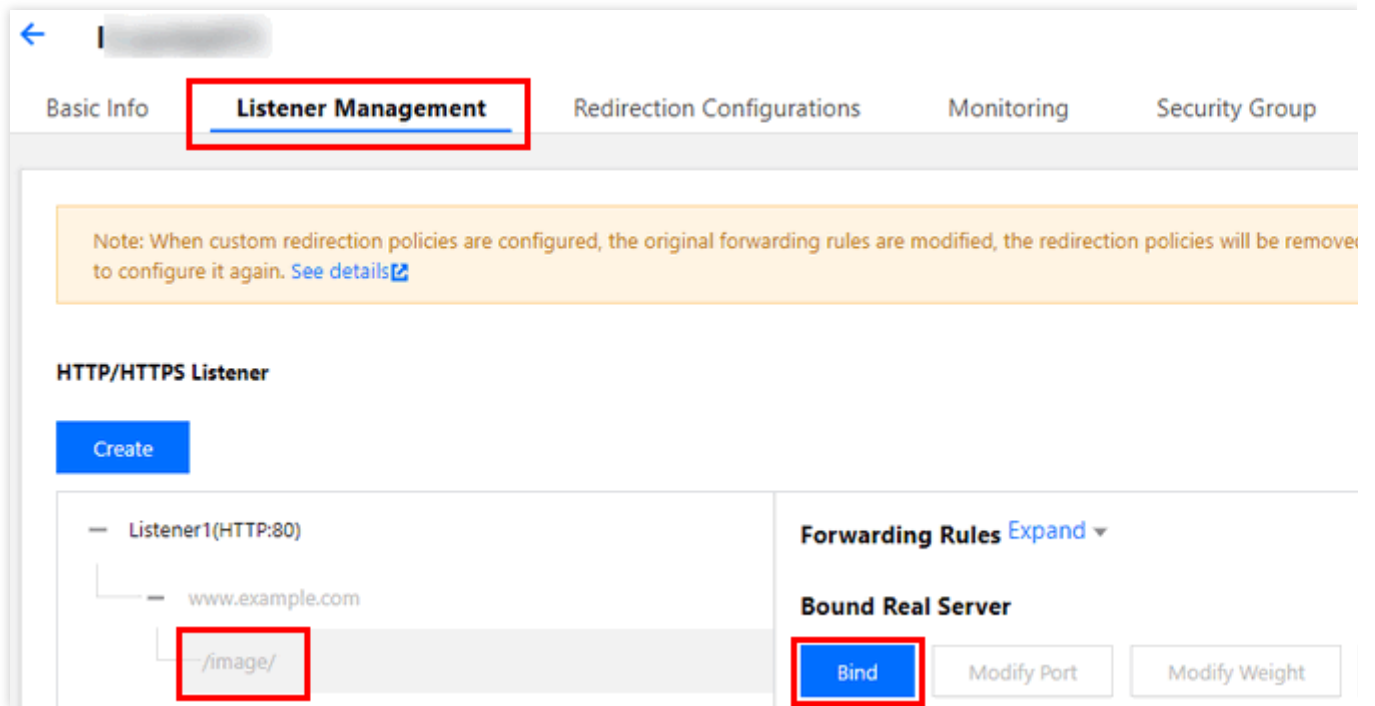 Basic Info Listener Management Redirection Configurations Monitoring Security Group
Note: When custom redirection policies are configured, the original forwarding rules are modified, the redirection policies will be remove
to configure it again. See details
HTTP/HTTPS Listener
Create
Listener1(HTTP:80)
Forwarding Rules Expand
www.example.com
Bound Real Server
/image/
Bind Modify Port Modify Weight